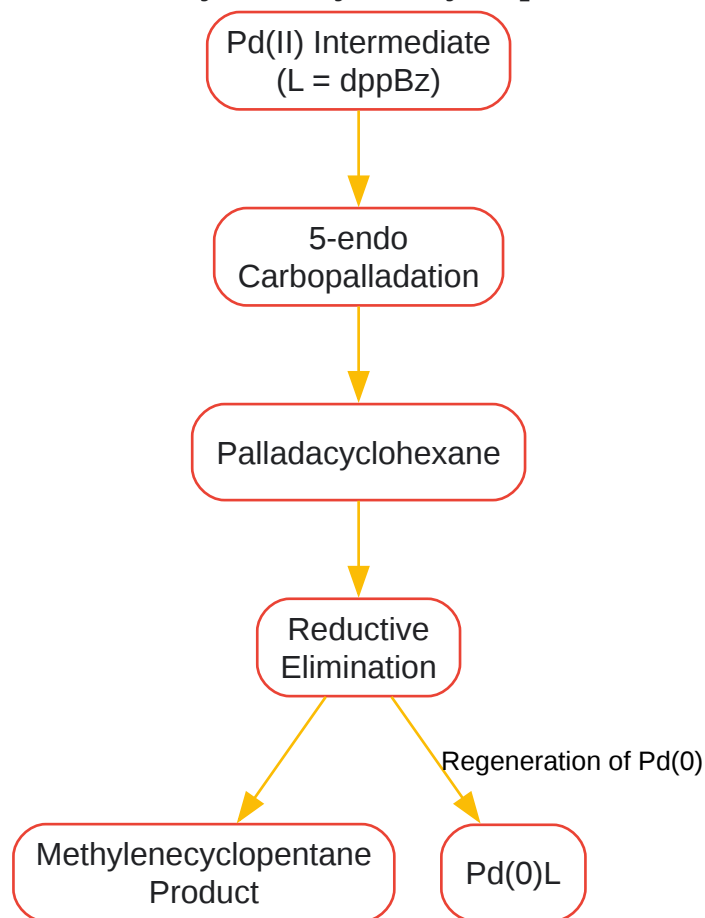 Pd(II) Intermediate
(L = dppBz)
5-endo
Carbopalladation
Palladacyclohexane
Reductive
Elimination
Regeneration of Pd(0)
Methylenecyclopentane
Product
Pd(0)L